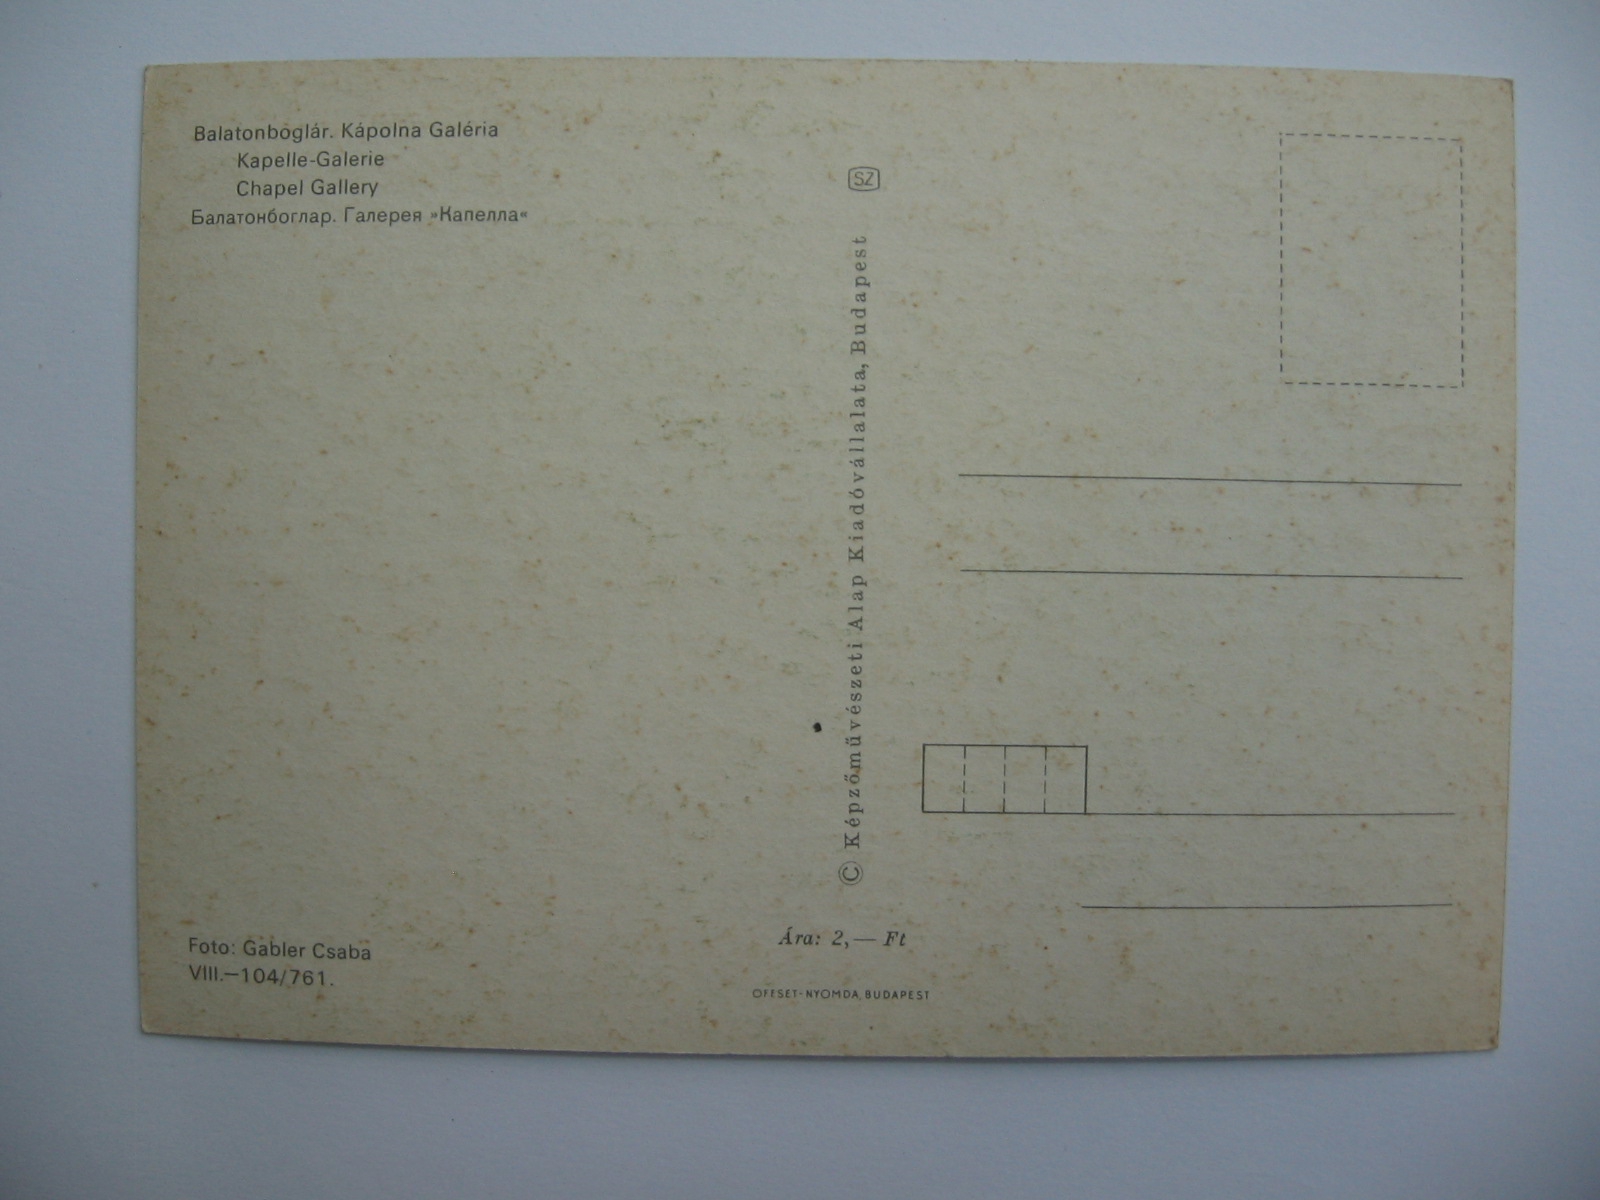 Balatonboglár. Kápolna Galéria
Kapelle-Galerie
Chapel Gallery
Балатонбоглар. Галерея »Капелла«
SZ
© Képzőművészeti Alap Kiadóvállalata, Budapest
Foto: Gabler Csaba
VIII.—104/761.
Ára: 2,— Ft
OFFSET-NYOMDA, BUDAPEST